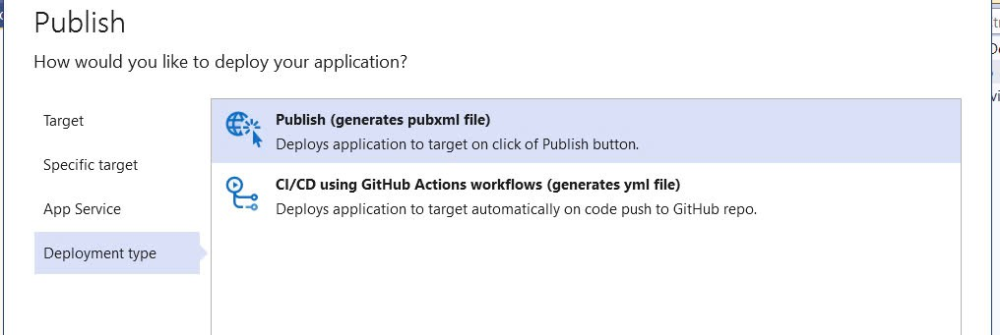 Publish
How would you like to deploy your application?
Target
Specific target
App Service
Deployment type
Publish (generates pubxml file)
Deploys application to target on click of Publish button.
CI/CD using GitHub Actions workflows (generates yml file)
Deploys application to target automatically on code push to GitHub repo.